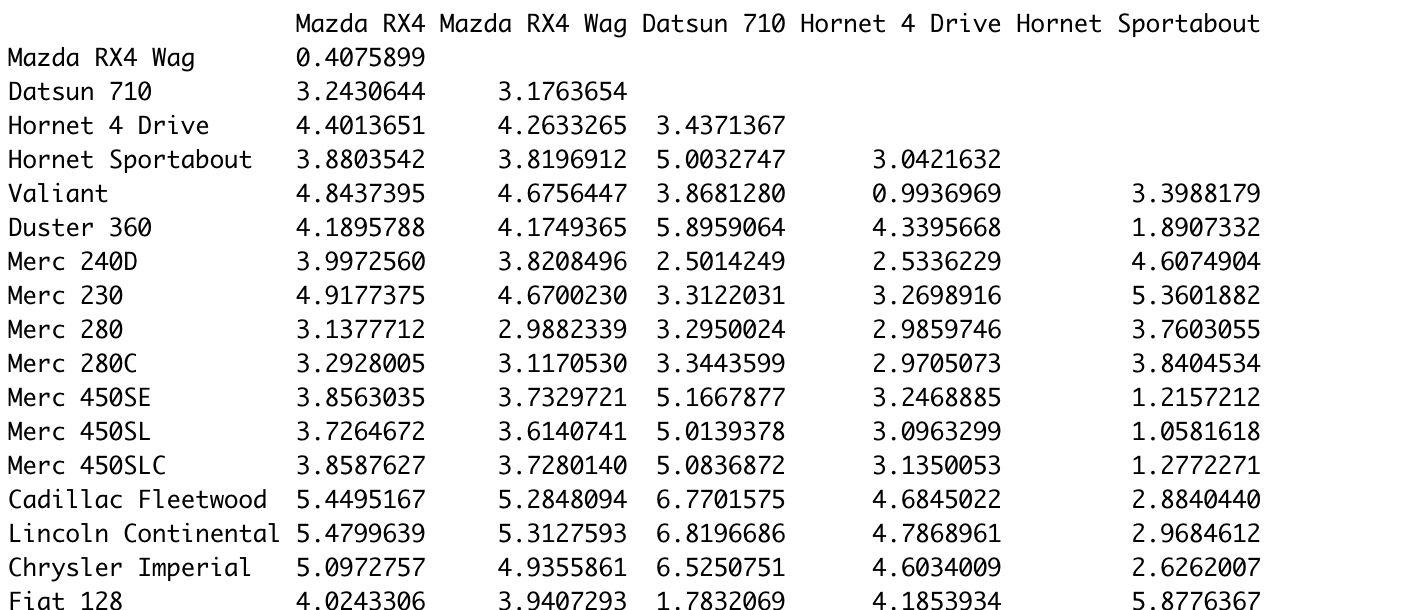 Mazda RX4 Mazda RX4 Wag Datsun 710 Hornet 4 Drive Hornet Sportabout
Mazda RX4 Wag 0.4075899
Datsun 710 3.2430644 3.1763654
Hornet 4 Drive 4.4013651 4.2633265 3.4371367
Hornet Sportabout 3.8803542 3.8196912 5.0032747 3.0421632
Valiant 4.8437395 4.6756447 3.8681280 0.9936969 3.3988179
Duster 360 4.1895788 4.1749365 5.8959064 4.3395668 1.8907332
Merc 240D 3.9972560 3.8208496 2.5014249 2.5336229 4.6074904
Merc 230 4.9177375 4.6700230 3.3122031 3.2698916 5.3601882
Merc 280 3.1377712 2.9882339 3.2950024 2.9859746 3.7603055
Merc 280C 3.2928005 3.1170530 3.3443599 2.9705073 3.8404534
Merc 450SE 3.8563035 3.7329721 5.1667877 3.2468885 1.2157212
Merc 450SL 3.7264672 3.6140741 5.0139378 3.0963299 1.0581618
Merc 450SLC 3.8587627 3.7280140 5.0836872 3.1350053 1.2772271
Cadillac Fleetwood 5.4495167 5.2848094 6.7701575 4.6845022 2.8840440
Lincoln Continental 5.4799639 5.3127593 6.8196686 4.7868961 2.9684612
Chrysler Imperial 5.0972757 4.9355861 6.5250751 4.6034009 2.6262007
Fiat 128 4.0243306 3.9407293 1.7832069 4.1853934 5.8776367